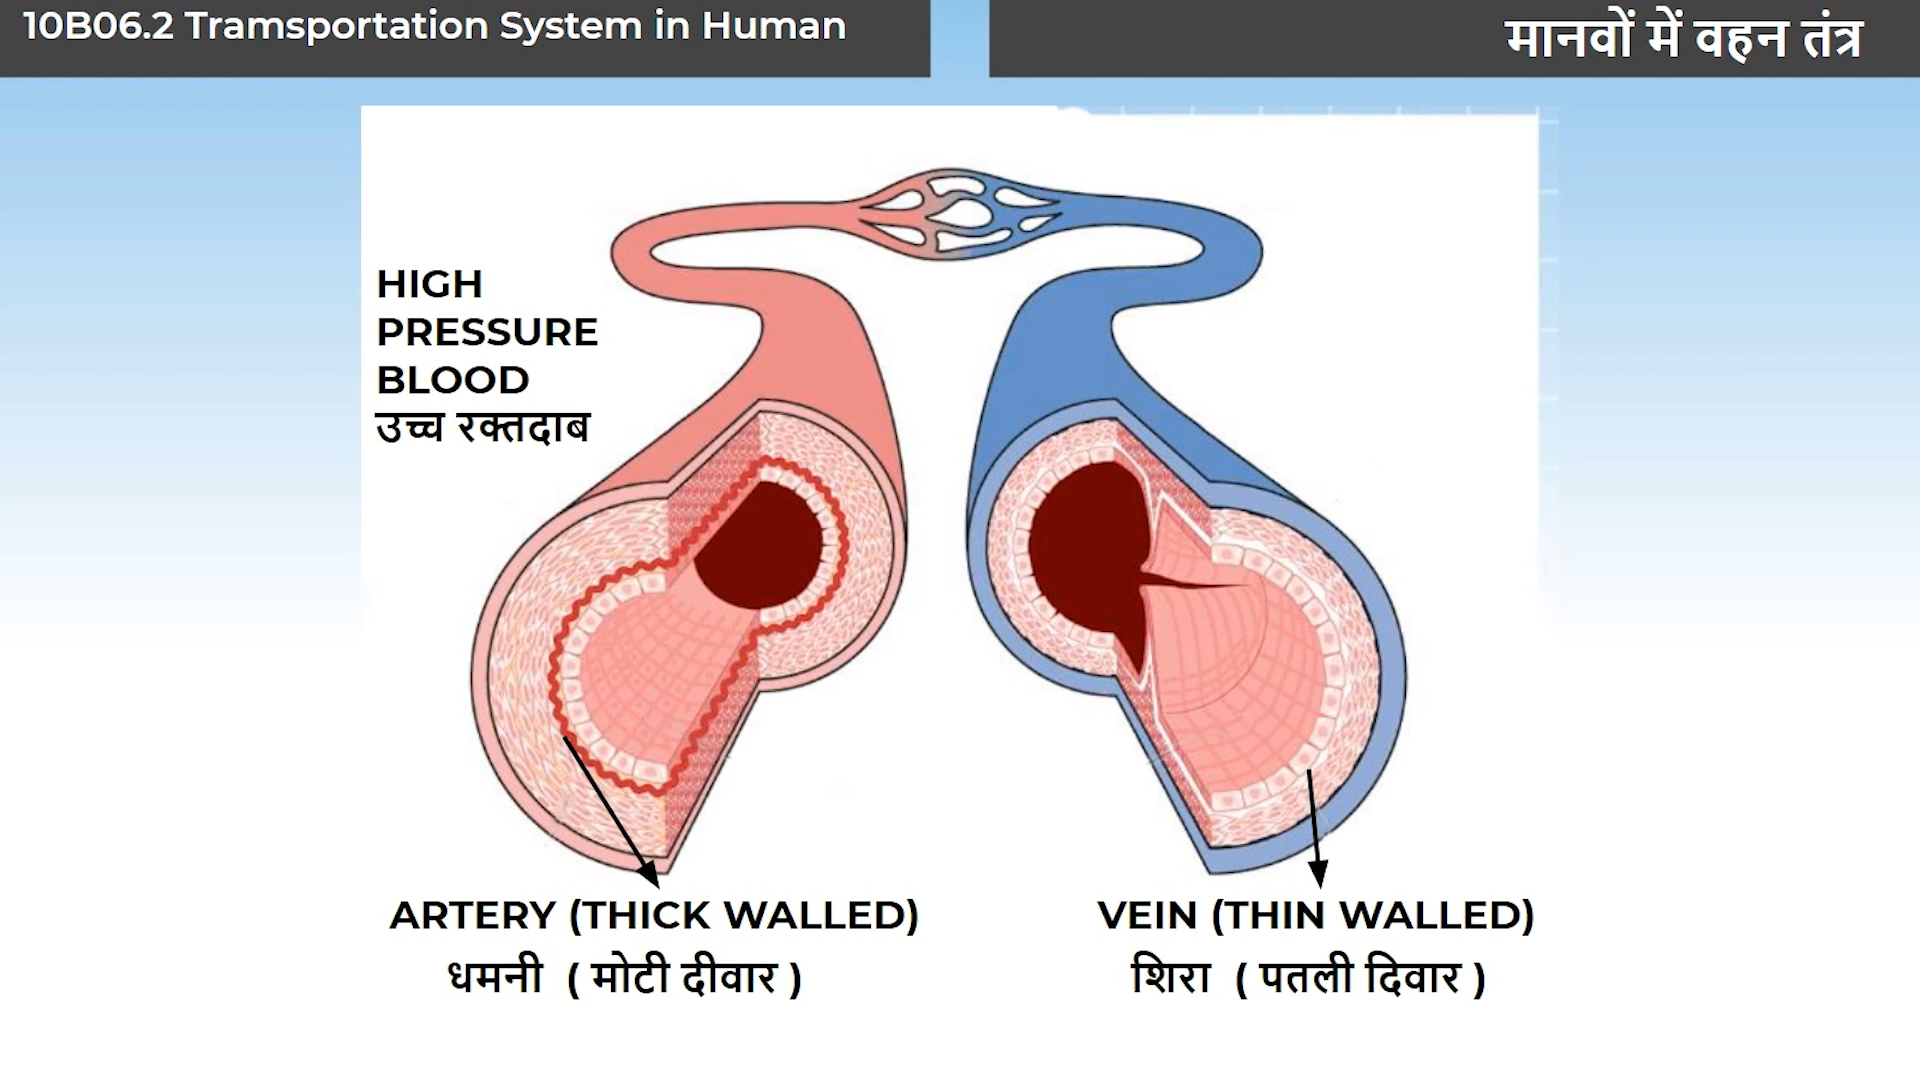 10B06.2 Tramsportation System in Human
मानवों में वहन तंत्र
HIGH
PRESSURE
BLOOD
उच्च रक्तदाब
ARTERY (THICK WALLED)
धमनी ( मोटी दीवार )
VEIN (THIN WALLED)
शिरा ( पतली दिवार )